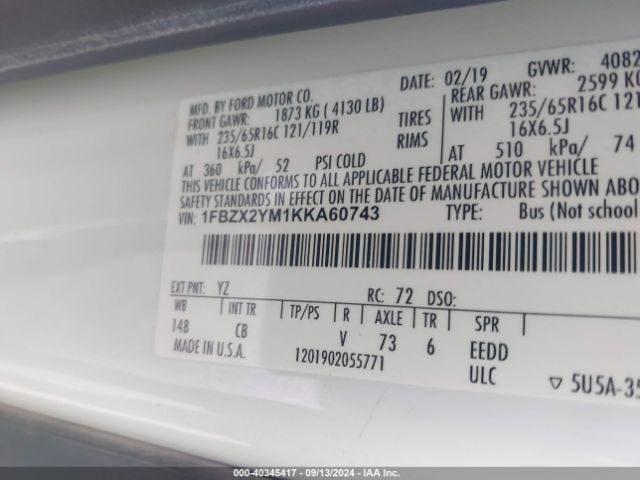 MFD. BY FORD MOTOR CO.
DATE: 02/19
GVWR: 4082
FRONT GAWR: 1873 KG ( 4130 LB)
REAR GAWR: 2599 KG
WITH 235/65R16C 121/119R TIRES WITH 235/65R16C 121
16X6.5J RIMS 16X6.5J
AT 360 kPa/ 52 PSI COLD AT 510 kPa/ 74
THIS VEHICLE CONFORMS TO ALL APPLICABLE FEDERAL MOTOR VEHICLE
SAFETY STANDARDS IN EFFECT ON THE DATE OF MANUFACTURE SHOWN ABO
VIN: 1FBZX2YM1KKA60743 TYPE: Bus (Not school
EXT PNT: YZ RC: 72 DSO:
WB INT TR TP/PS R AXLE TR SPR
148 CB V 73 6 EEDD
MADE IN U.S.A. 1201902055771 ULC
▽ 5U5A-35
000-40345417 - 09/13/2024 - IAA, Inc.